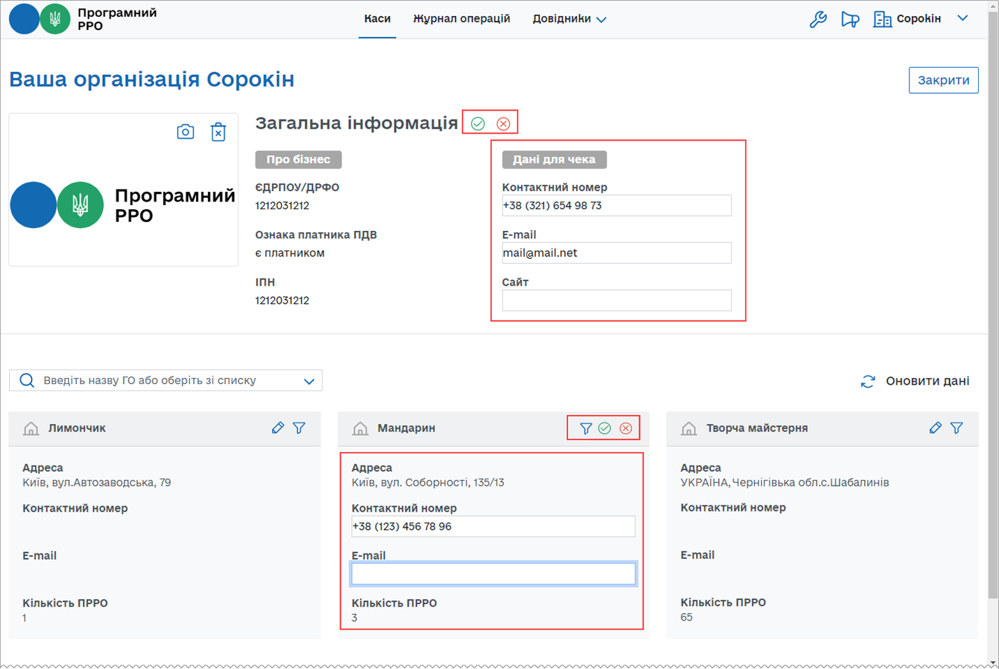 Програмний
РРО
Каси
Журнал операцій
Довідники
Сорокін
Ваша організація Сорокін
Закрити
Програмний
РРО
Загальна інформація
Про бізнес
ЄДРПОУ/ДРФО
1212031212
Ознака платника ПДВ
є платником
ІПН
1212031212
Дані для чека
Контактний номер
+38 (321) 654 98 73
E-mail
mail@mail.net
Сайт
Введіть назву ГО або оберіть зі списку
Оновити дані
Лимончик
Адреса
Київ, вул.Автозаводська, 79
Контактний номер
E-mail
Кількість ПРРО
1
Мандарин
Адреса
Київ, вул. Соборності, 135/13
Контактний номер
+38 (123) 456 78 96
E-mail
Кількість ПРРО
3
Творча майстерня
Адреса
УКРАЇНА,Чернігівька обл.с.Шабалинів
Контактний номер
E-mail
Кількість ПРРО
65